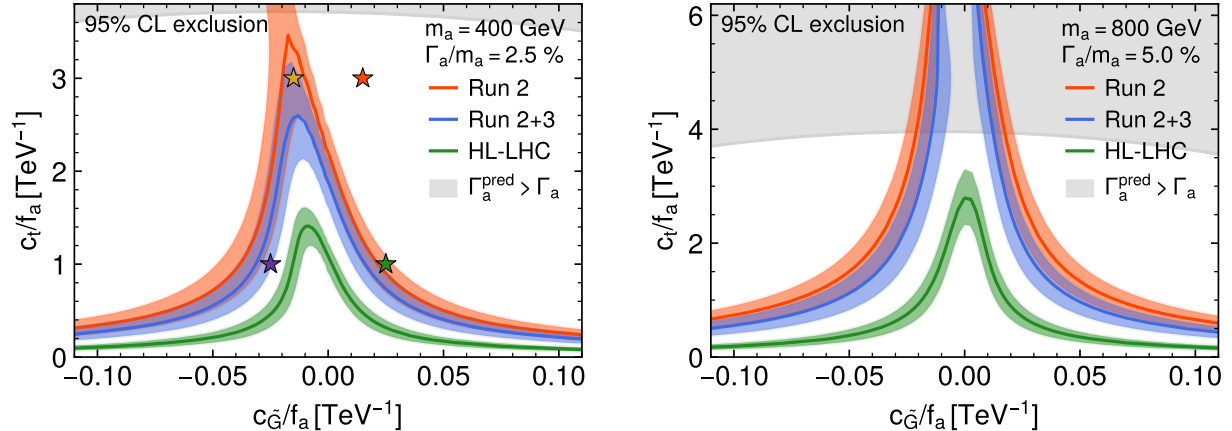 95% CL exclusion
m_a = 400 GeV
Γ_a/m_a = 2.5 %
Run 2
Run 2+3
HL-LHC
Γ_a^pred > Γ_a
c_t/f_a [TeV⁻¹]
3
2
1
0
−0.10 −0.05 0.00 0.05 0.10
c_G̃/f_a [TeV⁻¹]
95% CL exclusion
m_a = 800 GeV
Γ_a/m_a = 5.0 %
Run 2
Run 2+3
HL-LHC
Γ_a^pred > Γ_a
c_t/f_a [TeV⁻¹]
6
4
2
0
−0.10 −0.05 0.00 0.05 0.10
c_G̃/f_a [TeV⁻¹]